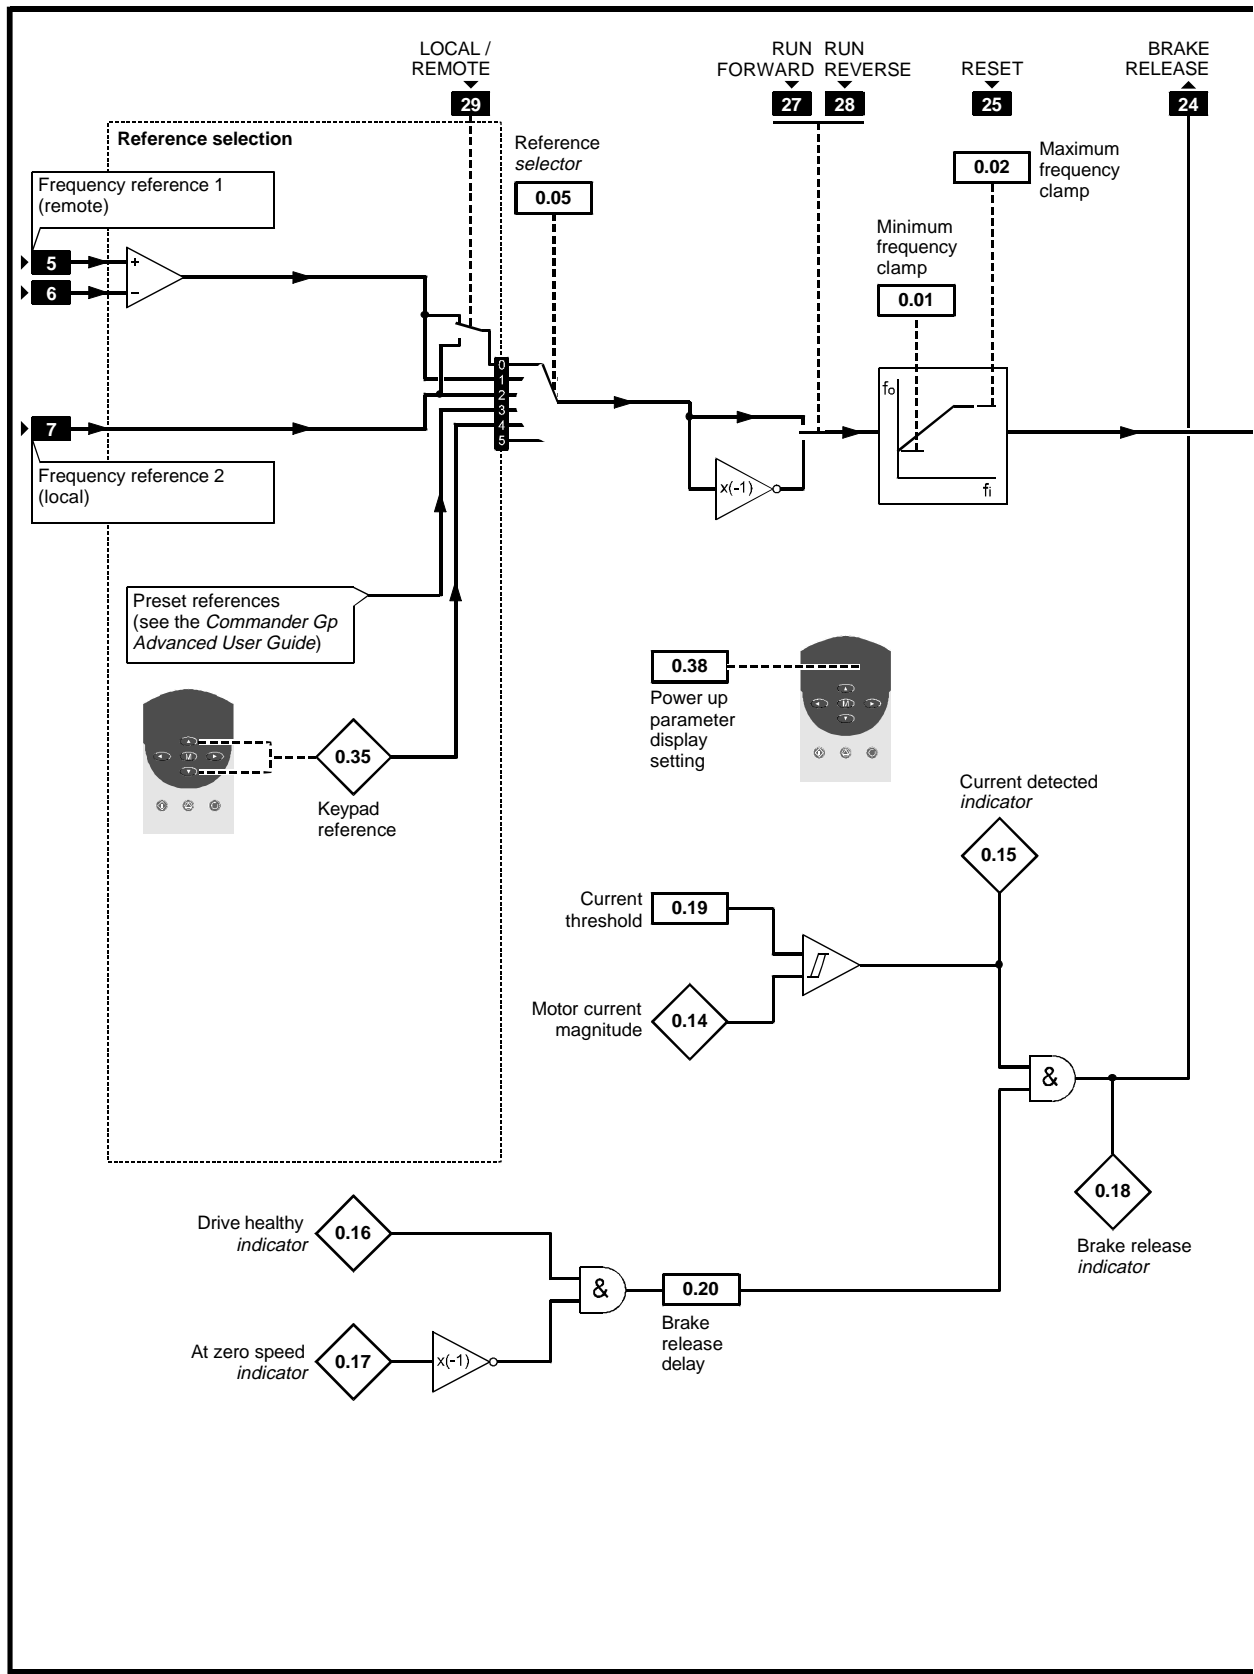 LOCAL /
REMOTE
29
RUN
FORWARD
27
RUN
REVERSE
28
RESET
25
BRAKE
RELEASE
24
Reference selection
Reference
selector
0.05
Maximum
frequency
clamp
0.02
Minimum
frequency
clamp
0.01
Frequency reference 1
(remote)
5
+
6
−
7
Frequency reference 2
(local)
0
1
2
3
4
5
x(-1)
fo
fi
Preset references
(see the Commander Gp
Advanced User Guide)
M
0.35
Keypad
reference
0.38
Power up
parameter
display
setting
M
Current detected
indicator
0.15
Current
threshold
0.19
Motor current
magnitude
0.14
&
0.18
Brake release
indicator
Drive healthy
indicator
0.16
&
0.20
Brake
release
delay
At zero speed
indicator
0.17
x(-1)